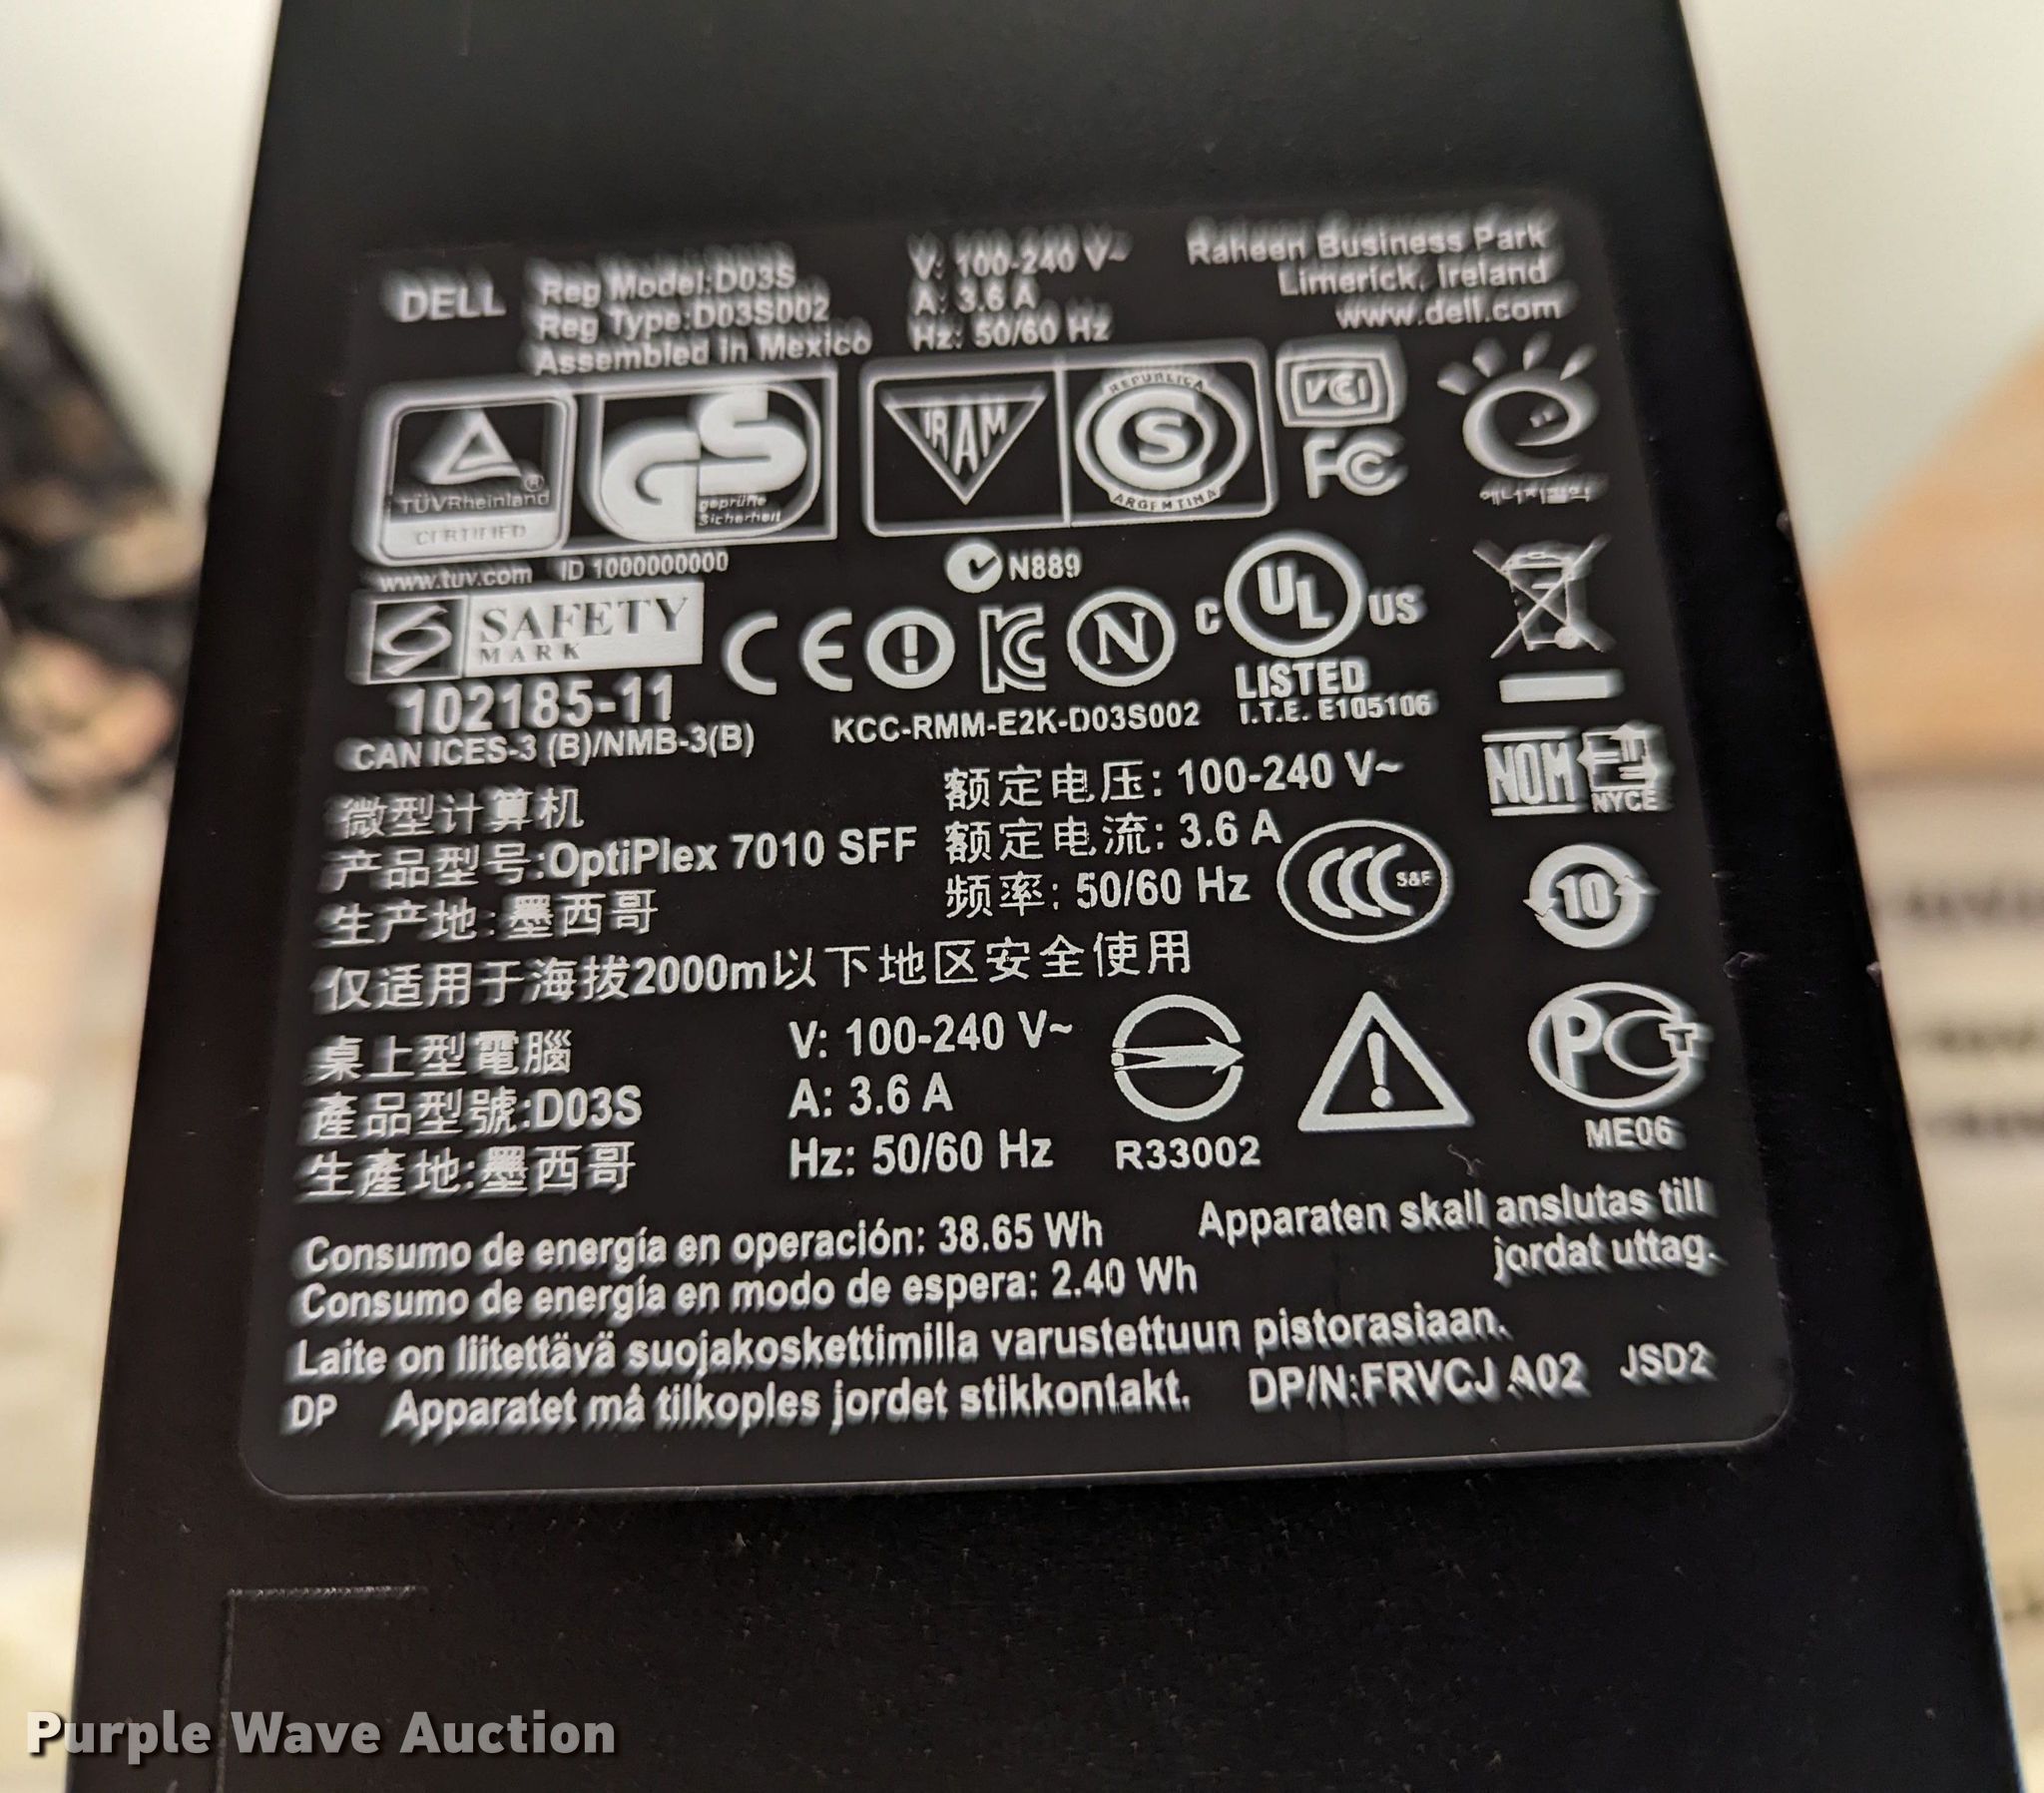 DELL
Reg Model:D03S
Reg Type:D03S002
Assembled in Mexico
V: 100-240 V~
A: 3.6 A
Hz: 50/60 Hz
Raheen Business Park
Limerick, Ireland
www.dell.com
TÜVRheinland
CERTIFIED
GS
geprüfte
Sicherheit
IRAM
REPUBLICA
S
ARGENTINA
VCI
FC
www.tuv.com ID 1000000000
SAFETY
MARK
102185-11
CAN ICES-3 (B)/NMB-3(B)
N889
CE
N
KCC-RMM-E2K-D03S002
C UL US
LISTED
I.T.E. E105106
NOM
NYCE
微型计算机
产品型号:OptiPlex 7010 SFF
生产地:墨西哥
额定电压: 100-240 V~
额定电流: 3.6 A
频率: 50/60 Hz
CCC S&E
10
仅适用于海拔2000m以下地区安全使用
桌上型電腦
產品型號:D03S
生產地:墨西哥
V: 100-240 V~
A: 3.6 A
Hz: 50/60 Hz
R33002
ME06
Consumo de energía en operación: 38.65 Wh
Consumo de energía en modo de espera: 2.40 Wh
Apparaten skall anslutas till
jordat uttag.
Laite on liitettävä suojakoskettimilla varustettuun pistorasiaan.
DP Apparatet må tilkoples jordet stikkontakt. DP/N:FRVCJ A02 JSD2
Purple Wave Auction